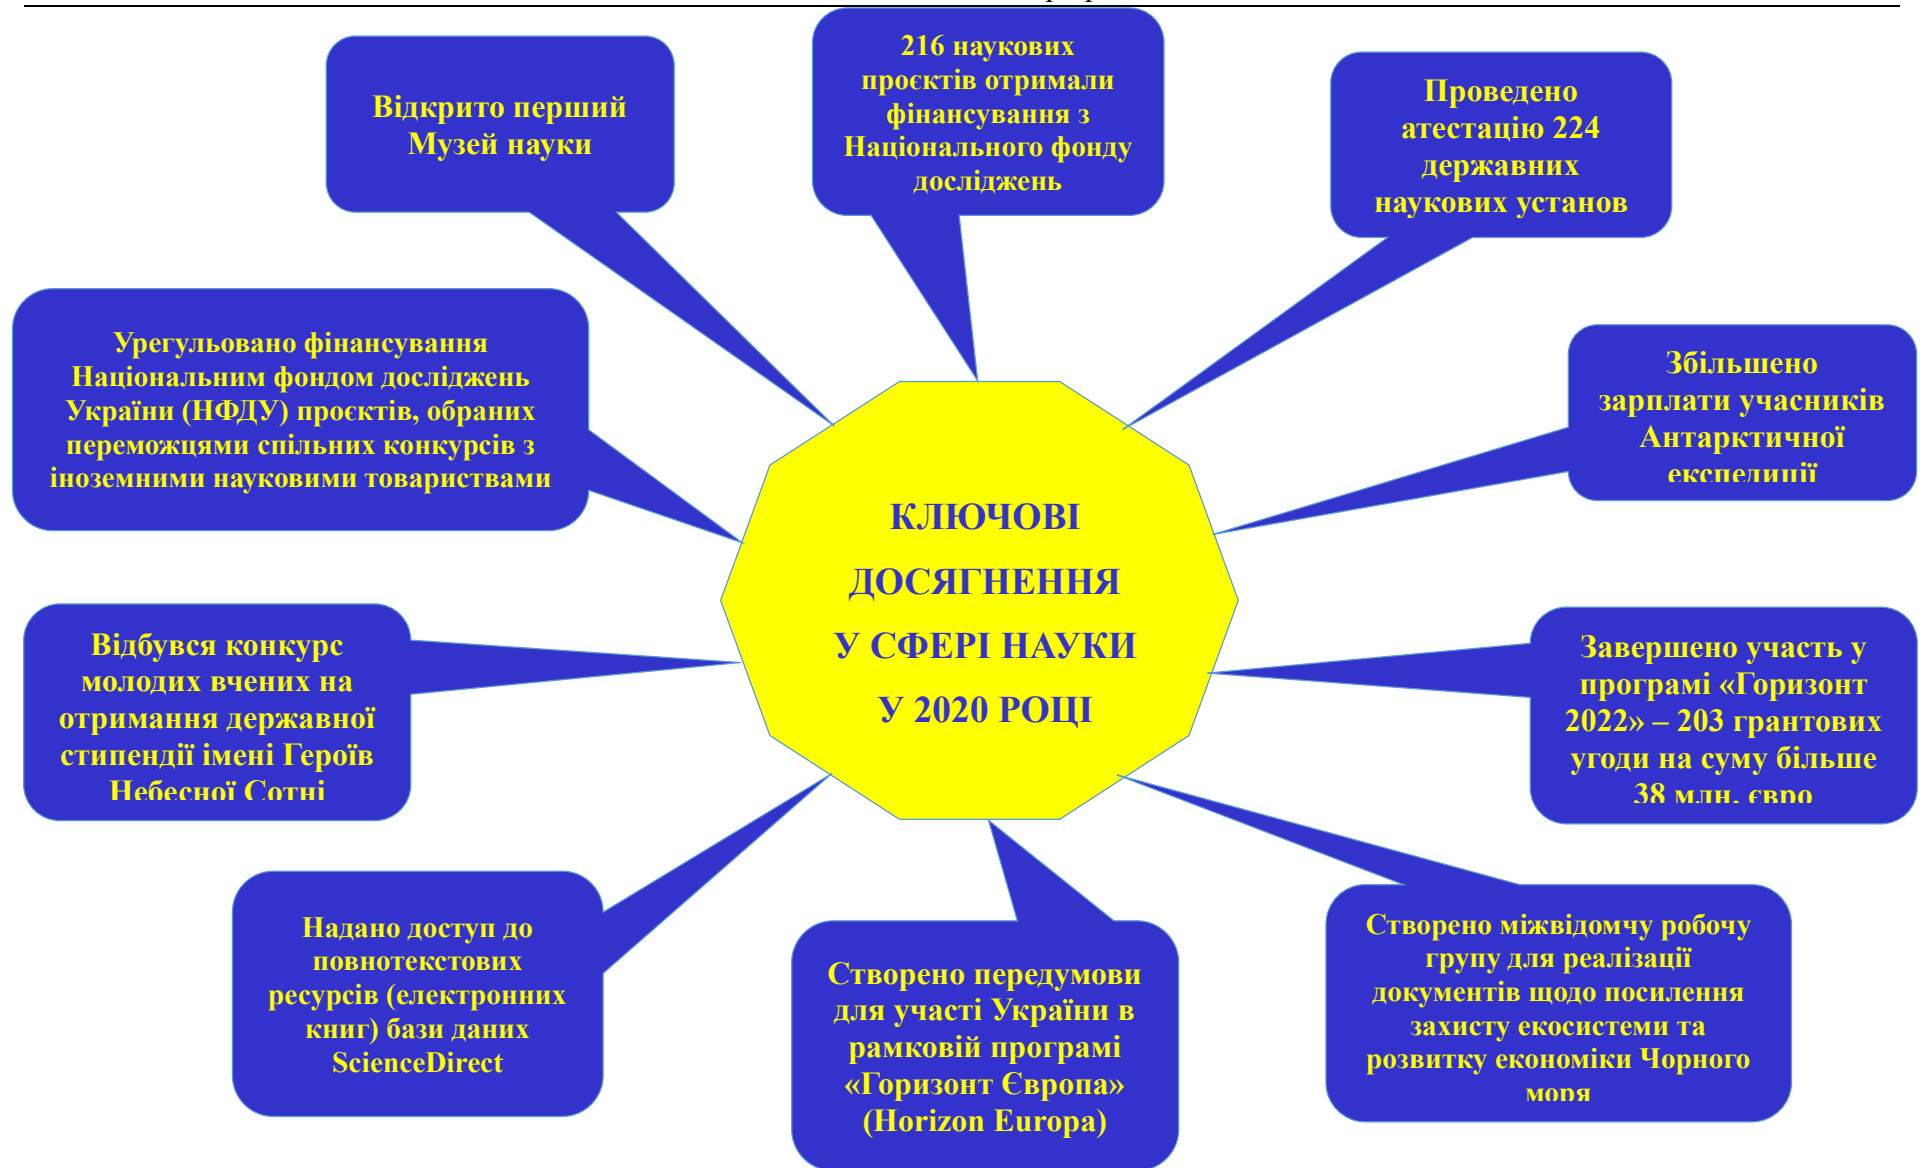 Відкрито перший
Музей науки
216 наукових
проєктів отримали
фінансування з
Національного фонду
досліджень
Проведено
атестацію 224
державних
наукових установ
Урегульовано фінансування
Національним фондом досліджень
України (НФДУ) проєктів, обраних
переможцями спільних конкурсів з
іноземними науковими товариствами
Збільшено
зарплати учасників
Антарктичної
експедиції
КЛЮЧОВІ
ДОСЯГНЕННЯ
У СФЕРІ НАУКИ
У 2020 РОЦІ
Відбувся конкурс
молодих вчених на
отримання державної
стипендії імені Героїв
Небесної Сотні
Завершено участь у
програмі «Горизонт
2022» – 203 грантових
угоди на суму більше
38 млн. євро
Надано доступ до
повнотекстових
ресурсів (електронних
книг) бази даних
ScienceDirect
Створено передумови
для участі України в
рамковій програмі
«Горизонт Європа»
(Horizon Europa)
Створено міжвідомчу робочу
групу для реалізації
документів щодо посилення
захисту екосистеми та
розвитку економіки Чорного
моря